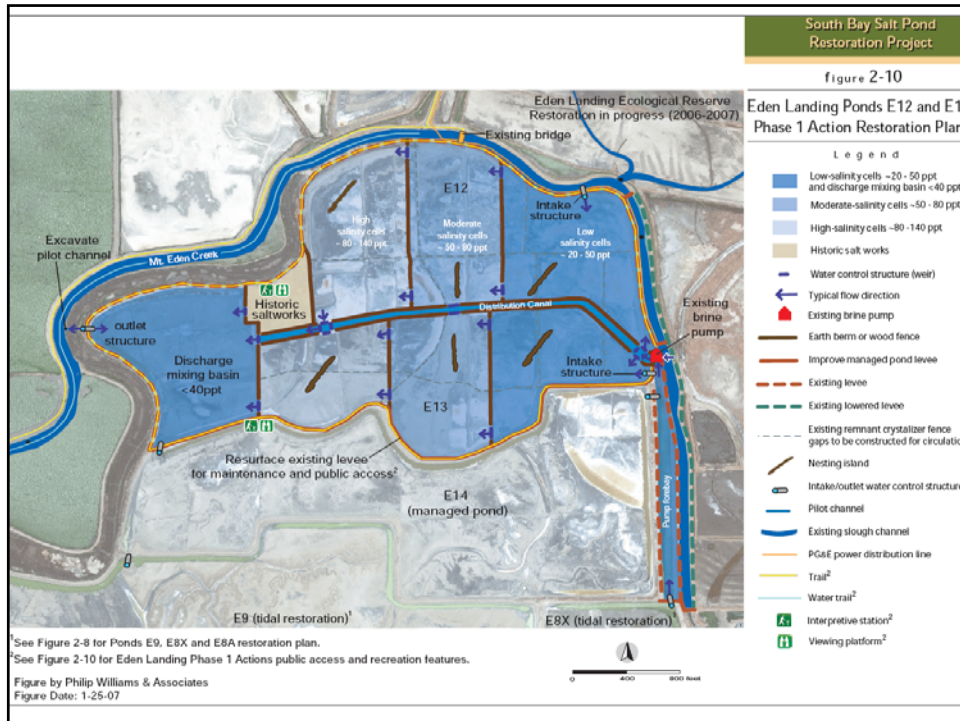 South Bay Salt Pond
Restoration Project
figure 2-10
Eden Landing Ponds E12 and E1
Phase 1 Action Restoration Plan
Legend
Low-salinity cells ~20 - 50 ppt
and discharge mixing basin <40 ppt
Moderate-salinity cells ~50 - 80 ppt
High-salinity cells ~80 -140 ppt
Historic salt works
Water control structure (weir)
Typical flow direction
Existing brine pump
Earth berm or wood fence
Improve managed pond levee
Existing levee
Existing lowered levee
Existing remnant crystalizer fence
gaps to be constructed for circulatio
Nesting island
Intake/outlet water control structure
Pilot channel
Existing slough channel
PG&E power distribution line
Trail2
Water trail2
Interpretive station2
Viewing platform2
Eden Landing Ecological Reserve
Restoration in progress (2006-2007)
Existing bridge
E12
High
salinity cells
~ 80 - 140 ppt
Moderate
salinity cells
~ 50 - 80 ppt
Low
salinity cells
~ 20 - 50 ppt
Intake
structure
Excavate
pilot channel
Mt. Eden Creek
outlet
structure
Historic
saltworks
Distribution Canal
Existing
brine
pump
Discharge
mixing basin
<40ppt
Intake
structure
E13
Resurface existing levee
for maintenance and public access2
E14
(managed pond)
Pump forebay
E9 (tidal restoration)1
E8X (tidal restoration)1
1See Figure 2-8 for Ponds E9, E8X and E8A restoration plan.
2See Figure 2-10 for Eden Landing Phase 1 Actions public access and recreation features.
Figure by Philip Williams & Associates
Figure Date: 1-25-07
0 400 800 feet